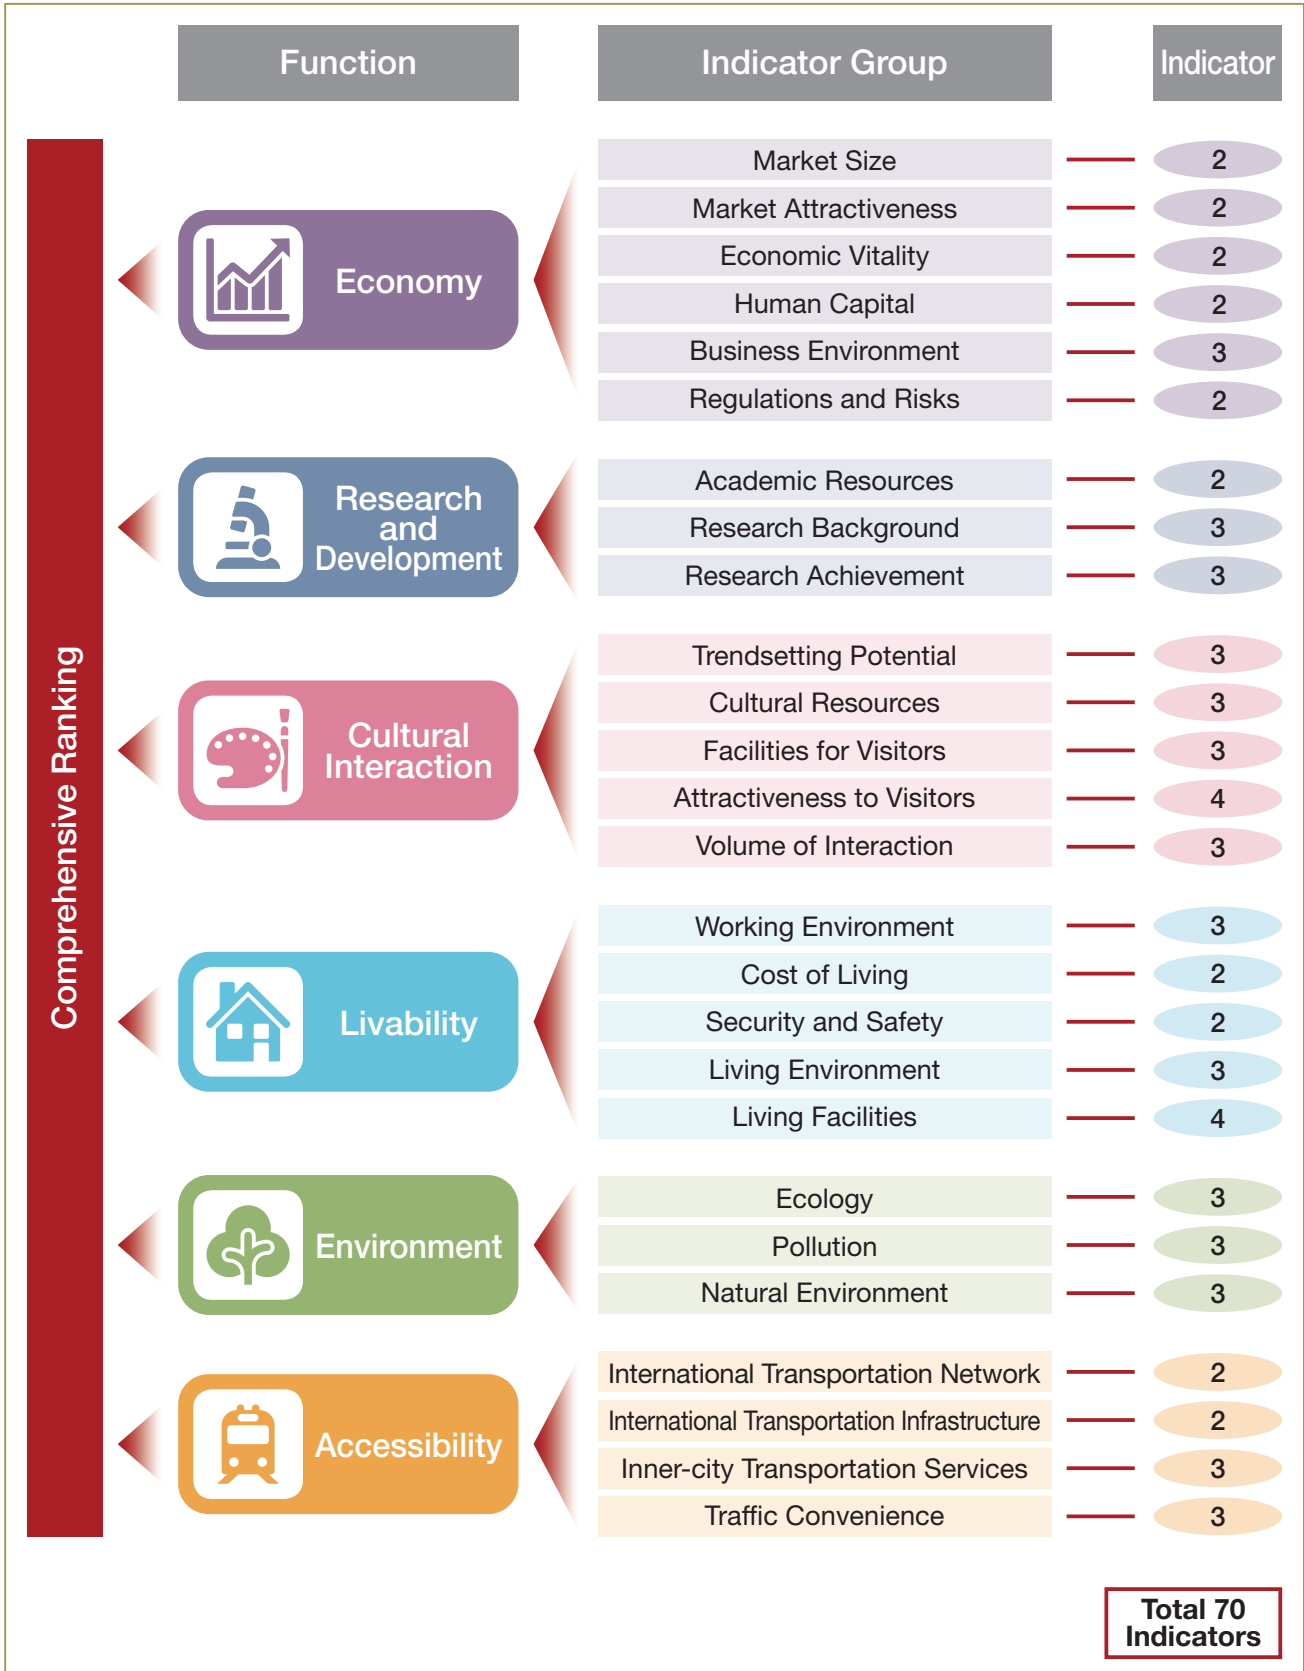 Function Indicator Group Indicator
Comprehensive Ranking
Economy
Market Size 2
Market Attractiveness 2
Economic Vitality 2
Human Capital 2
Business Environment 3
Regulations and Risks 2
Research
and
Development
Academic Resources 2
Research Background 3
Research Achievement 3
Cultural
Interaction
Trendsetting Potential 3
Cultural Resources 3
Facilities for Visitors 3
Attractiveness to Visitors 4
Volume of Interaction 3
Livability
Working Environment 3
Cost of Living 2
Security and Safety 2
Living Environment 3
Living Facilities 4
Environment
Ecology 3
Pollution 3
Natural Environment 3
Accessibility
International Transportation Network 2
International Transportation Infrastructure 2
Inner-city Transportation Services 3
Traffic Convenience 3
Total 70
Indicators